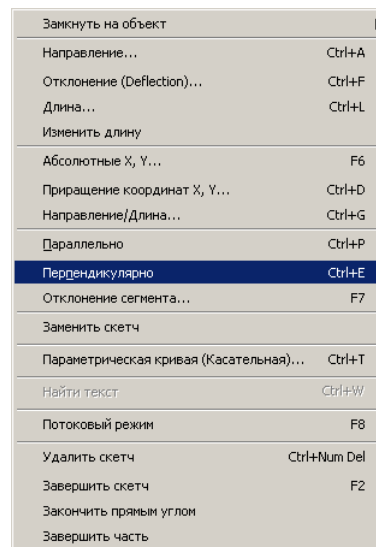 Замкнуть на объект
Направление... Ctrl+A
Отклонение (Deflection)... Ctrl+F
Длина... Ctrl+L
Изменить длину
Абсолютные X, Y... F6
Приращение координат X, Y... Ctrl+D
Направление/Длина... Ctrl+G
Параллельно Ctrl+P
Перпендикулярно Ctrl+E
Отклонение сегмента... F7
Заменить скетч
Параметрическая кривая (Касательная)... Ctrl+T
Найти текст Ctrl+W
Потоковый режим F8
Удалить скетч Ctrl+Num Del
Завершить скетч F2
Закончить прямым углом
Завершить часть